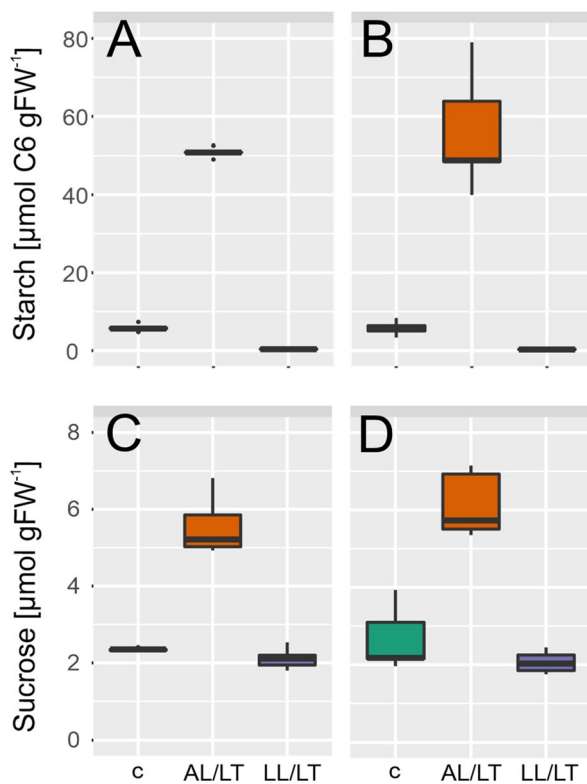 A
B
80
60
40
20
0
Starch [µmol C6 gFW⁻¹]
C
D
8
6
4
2
0
Sucrose [µmol gFW⁻¹]
c AL/LT LL/LT c AL/LT LL/LT